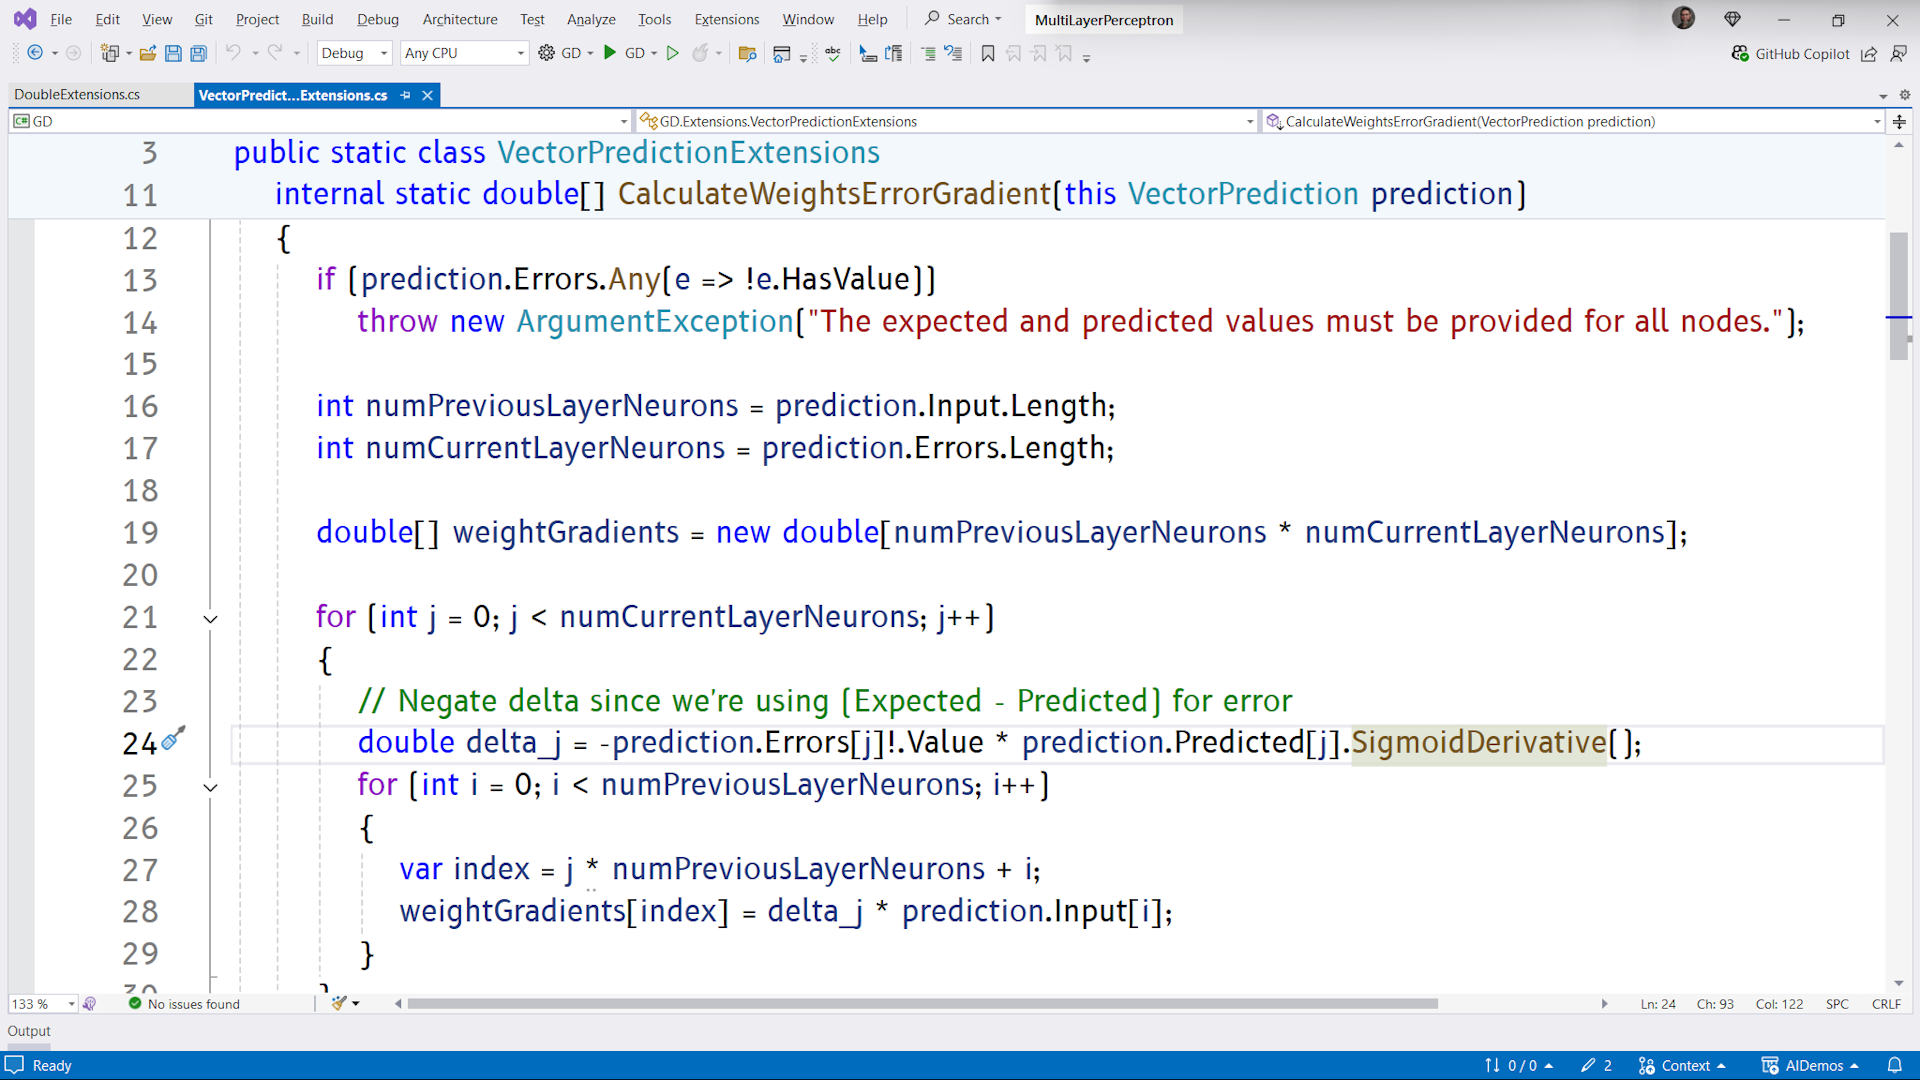 File Edit View Git Project Build Debug Architecture Test Analyze Tools Extensions Window Help Search MultiLayerPerceptron
Debug Any CPU GD GD GitHub Copilot
DoubleExtensions.cs VectorPredict...Extensions.cs
C# GD GD.Extensions.VectorPredictionExtensions CalculateWeightsErrorGradient(VectorPrediction prediction)
3 public static class VectorPredictionExtensions
11 internal static double[] CalculateWeightsErrorGradient(this VectorPrediction prediction)
12 {
13 if (prediction.Errors.Any(e => !e.HasValue))
14 throw new ArgumentException("The expected and predicted values must be provided for all nodes.");
15
16 int numPreviousLayerNeurons = prediction.Input.Length;
17 int numCurrentLayerNeurons = prediction.Errors.Length;
18
19 double[] weightGradients = new double[numPreviousLayerNeurons * numCurrentLayerNeurons];
20
21 for (int j = 0; j < numCurrentLayerNeurons; j++)
22 {
23 // Negate delta since we're using (Expected - Predicted) for error
24 double delta_j = -prediction.Errors[j]!.Value * prediction.Predicted[j].SigmoidDerivative();
25 for (int i = 0; i < numPreviousLayerNeurons; i++)
26 {
27 var index = j * numPreviousLayerNeurons + i;
28 weightGradients[index] = delta_j * prediction.Input[i];
29 }
30 }
133 % No issues found Ln: 24 Ch: 93 Col: 122 SPC CRLF
Output
Ready 0 / 0 2 Context AIDemos